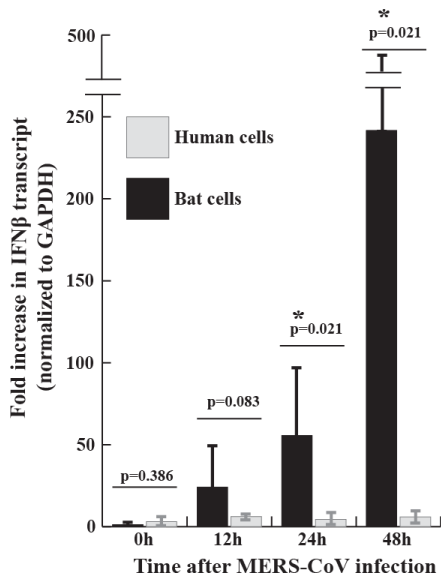 *
p=0.021
500
250
200
150
100
50
0
Fold increase in IFNβ transcript
(normalized to GAPDH)
Human cells
Bat cells
*
p=0.021
p=0.083
p=0.386
0h
12h
24h
48h
Time after MERS-CoV infection